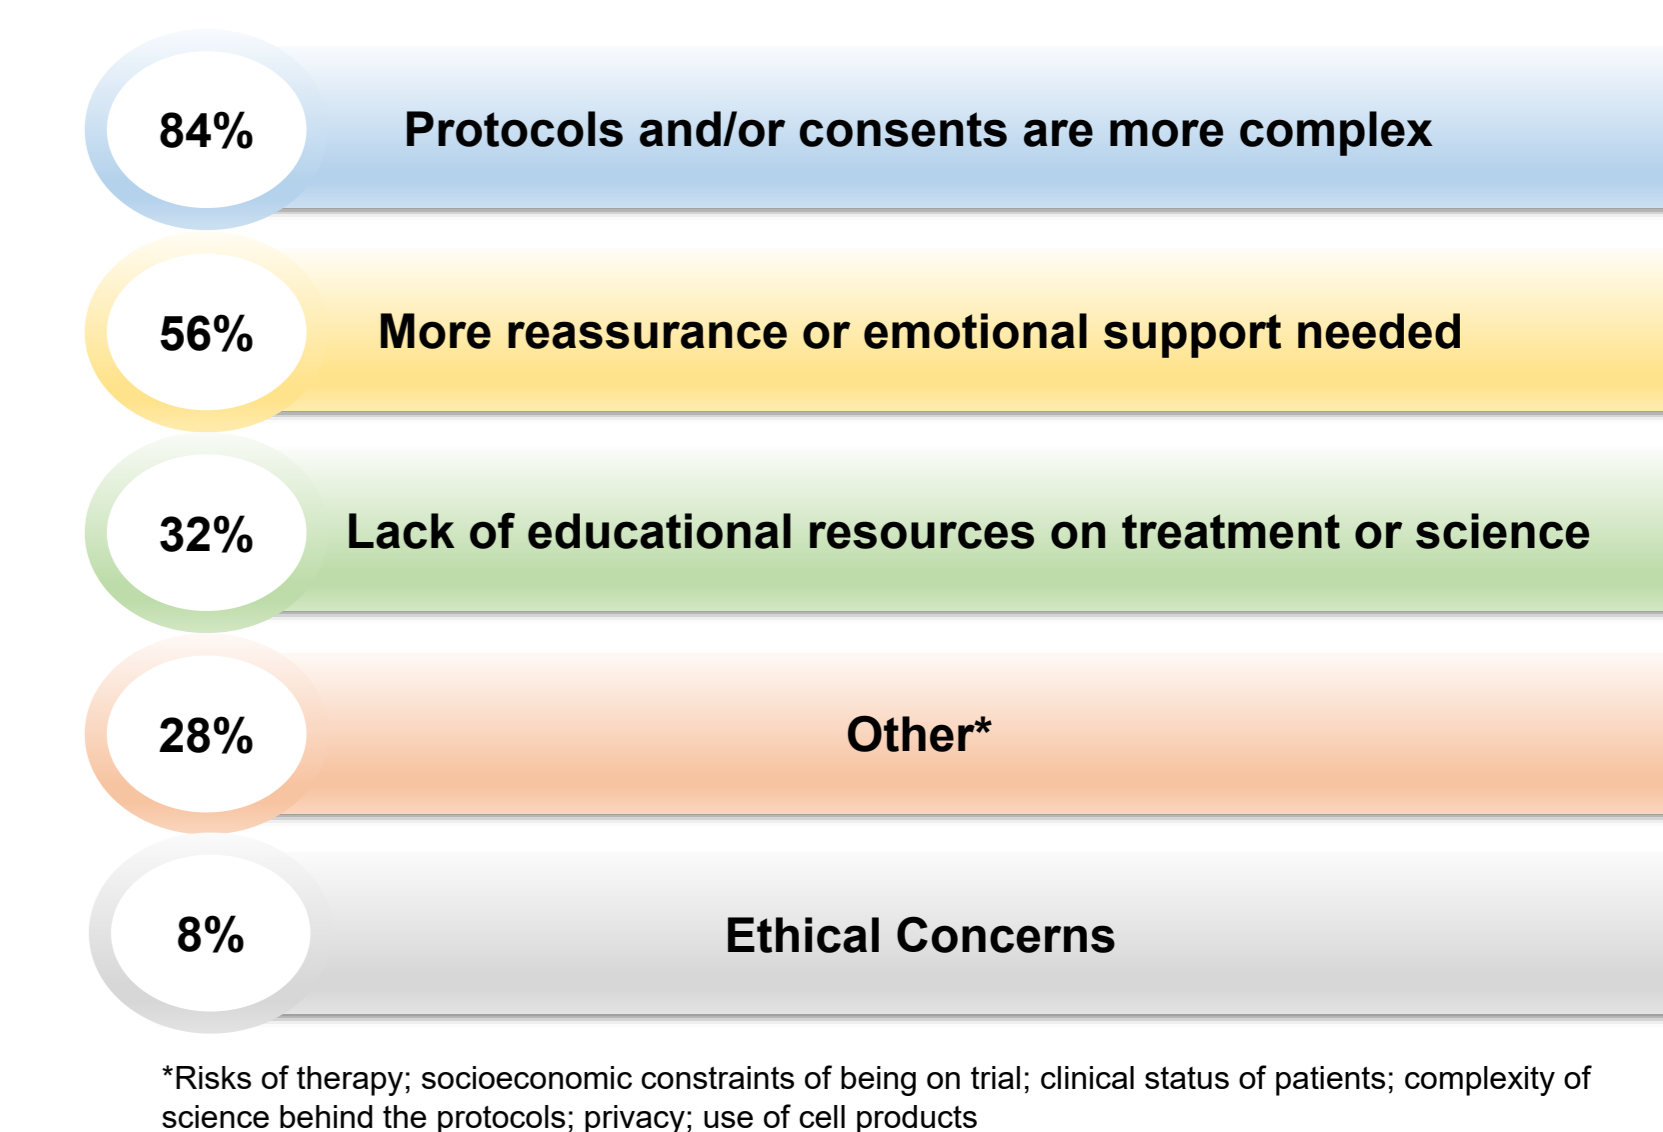 84% Protocols and/or consents are more complex
56% More reassurance or emotional support needed
32% Lack of educational resources on treatment or science
28% Other*
8% Ethical Concerns
*Risks of therapy; socioeconomic constraints of being on trial; clinical status of patients; complexity of
science behind the protocols; privacy; use of cell products